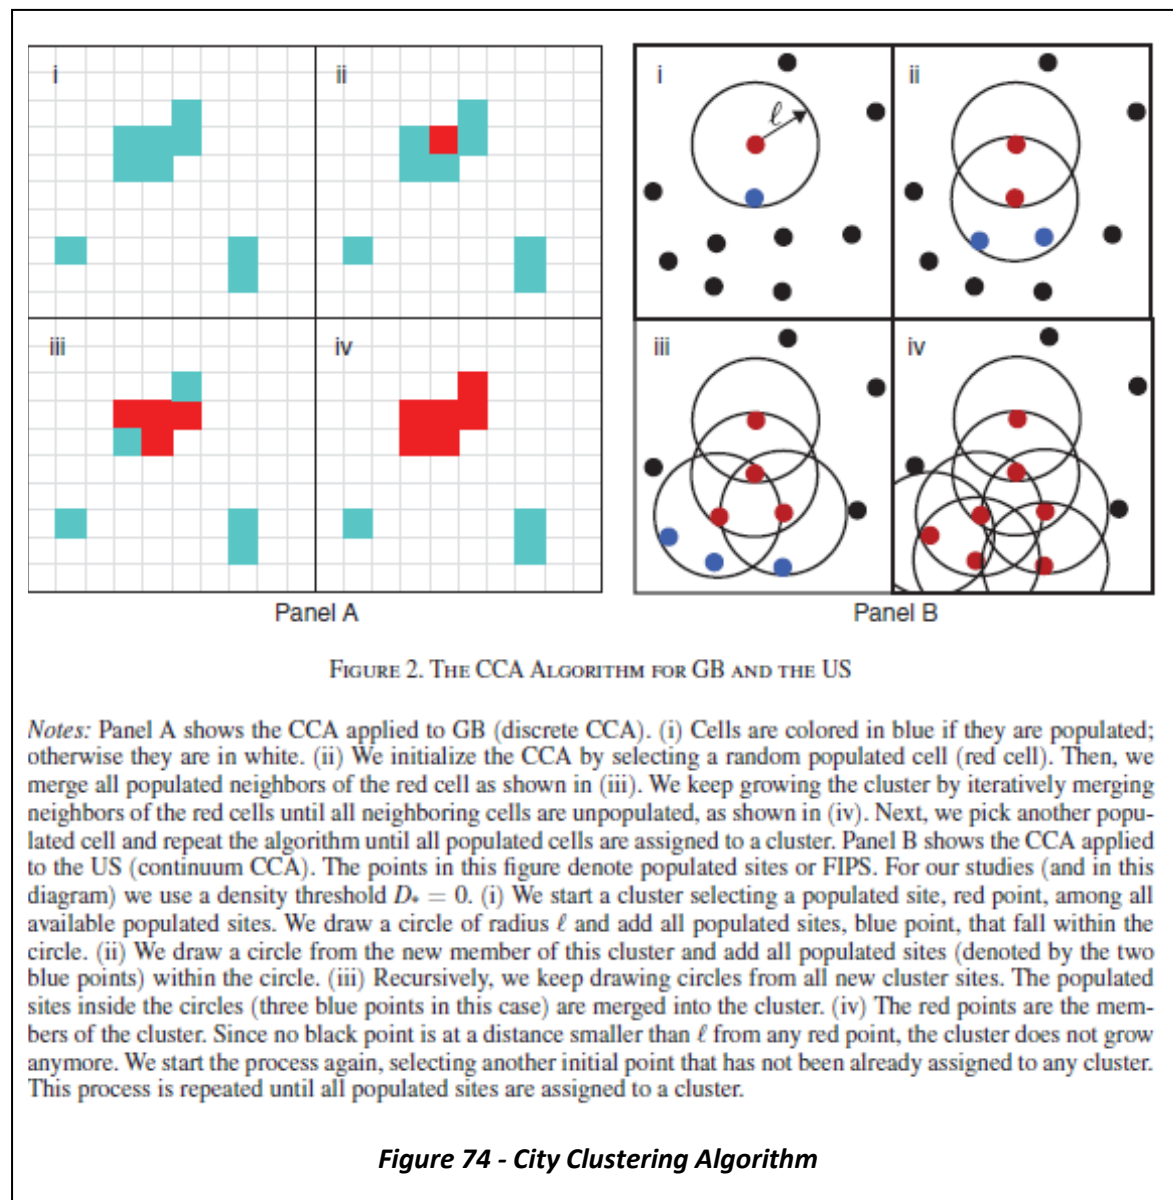 i
ii
iii
iv
Panel A
i
ℓ
ii
iii
iv
Panel B
FIGURE 2. THE CCA ALGORITHM FOR GB AND THE US
Notes: Panel A shows the CCA applied to GB (discrete CCA). (i) Cells are colored in blue if they are populated;
otherwise they are in white. (ii) We initialize the CCA by selecting a random populated cell (red cell). Then, we
merge all populated neighbors of the red cell as shown in (iii). We keep growing the cluster by iteratively merging
neighbors of the red cells until all neighboring cells are unpopulated, as shown in (iv). Next, we pick another popu-
lated cell and repeat the algorithm until all populated cells are assigned to a cluster. Panel B shows the CCA applied
to the US (continuum CCA). The points in this figure denote populated sites or FIPS. For our studies (and in this
diagram) we use a density threshold D* = 0. (i) We start a cluster selecting a populated site, red point, among all
available populated sites. We draw a circle of radius ℓ and add all populated sites, blue point, that fall within the
circle. (ii) We draw a circle from the new member of this cluster and add all populated sites (denoted by the two
blue points) within the circle. (iii) Recursively, we keep drawing circles from all new cluster sites. The populated
sites inside the circles (three blue points in this case) are merged into the cluster. (iv) The red points are the mem-
bers of the cluster. Since no black point is at a distance smaller than ℓ from any red point, the cluster does not grow
anymore. We start the process again, selecting another initial point that has not been already assigned to any cluster.
This process is repeated until all populated sites are assigned to a cluster.
Figure 74 - City Clustering Algorithm